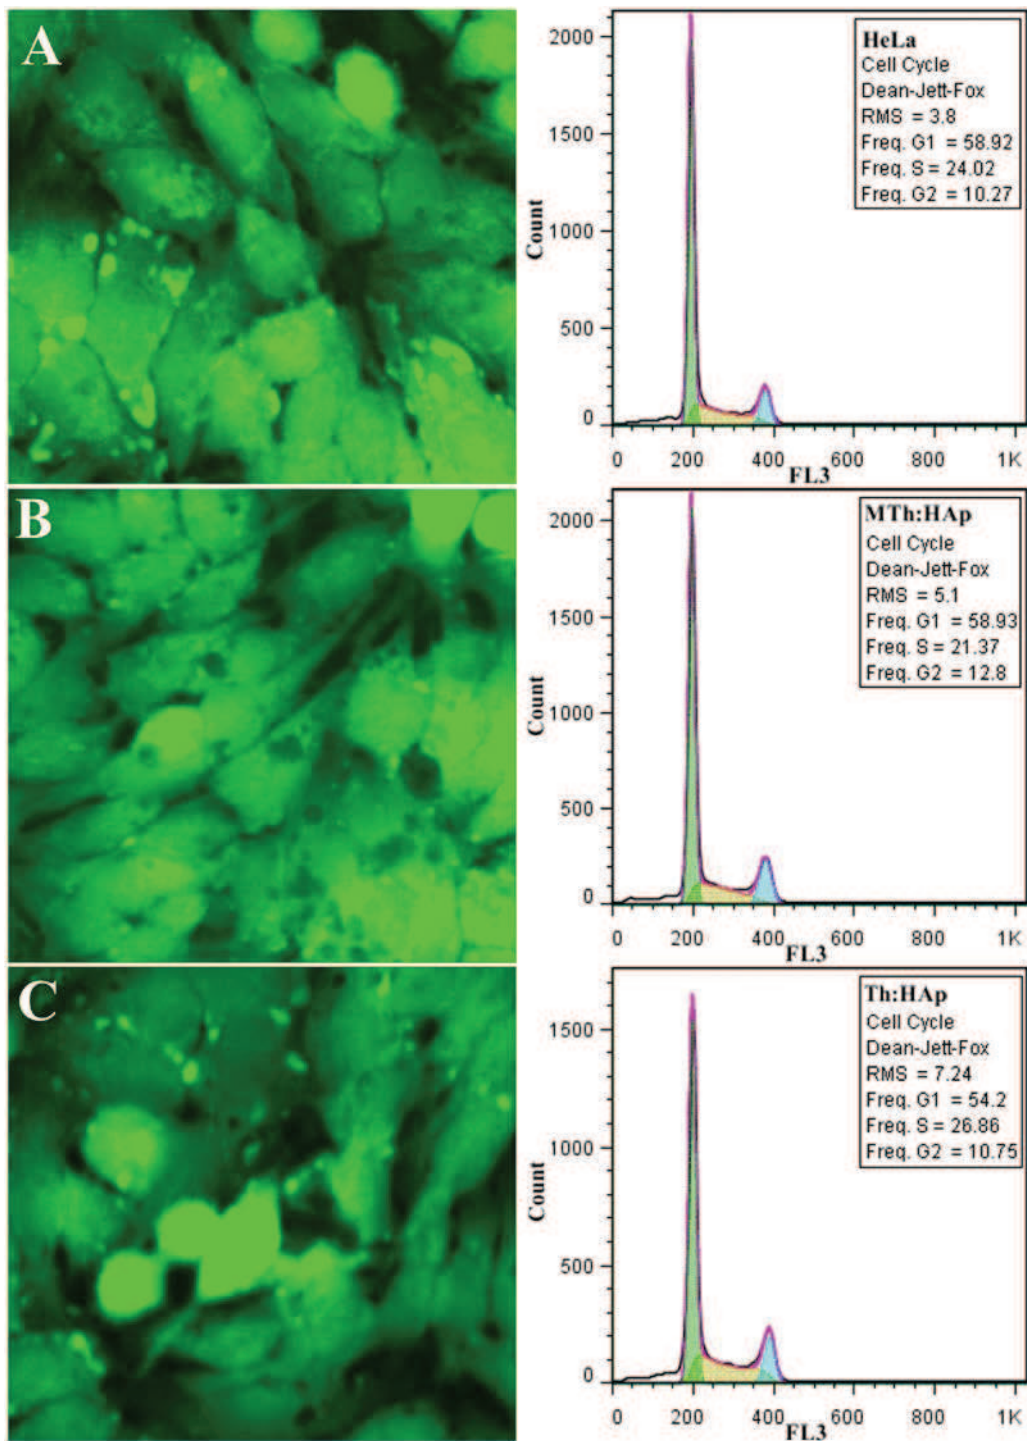 A
2000
1500
1000
500
0
Count
HeLa
Cell Cycle
Dean-Jett-Fox
RMS = 3.8
Freq. G1 = 58.92
Freq. S = 24.02
Freq. G2 = 10.27
0 200 400 600 800 1K
FL3
B
2000
1500
1000
500
0
Count
MTh:HAp
Cell Cycle
Dean-Jett-Fox
RMS = 5.1
Freq. G1 = 58.93
Freq. S = 21.37
Freq. G2 = 12.8
0 200 400 600 800 1K
FL3
C
1500
1000
500
0
Count
Th:HAp
Cell Cycle
Dean-Jett-Fox
RMS = 7.24
Freq. G1 = 54.2
Freq. S = 26.86
Freq. G2 = 10.75
0 200 400 600 800 1K
FL3